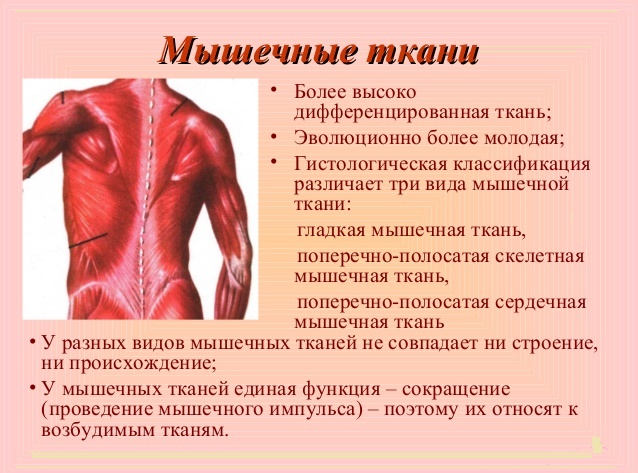 Мышечные ткани
• Более высоко
дифференцированная ткань;
• Эволюционно более молодая;
• Гистологическая классификация
различает три вида мышечной
ткани:
гладкая мышечная ткань,
поперечно-полосатая скелетная
мышечная ткань,
поперечно-полосатая сердечная
мышечная ткань
• У разных видов мышечных тканей не совпадает ни строение,
ни происхождение;
• У мышечных тканей единая функция – сокращение
(проведение мышечного импульса) – поэтому их относят к
возбудимым тканям.